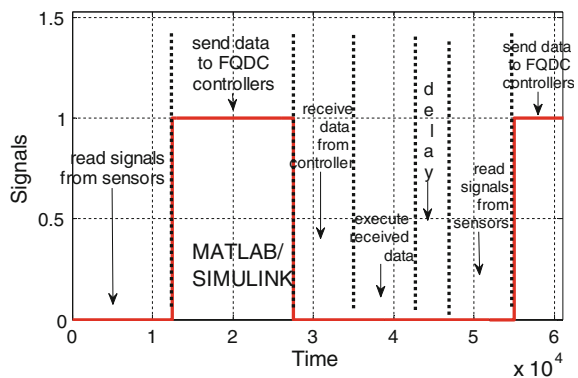 1.5
send data
to FQDC
controllers
send data
to FQDC
controllers
1
receive
data
from
controller
delay
read signals
from sensors
read
signals
from
sensors
Signals
0.5
execute
received
data
MATLAB/
SIMULINK
0
0
1
2
3
4
5
6
Time
x 10⁴